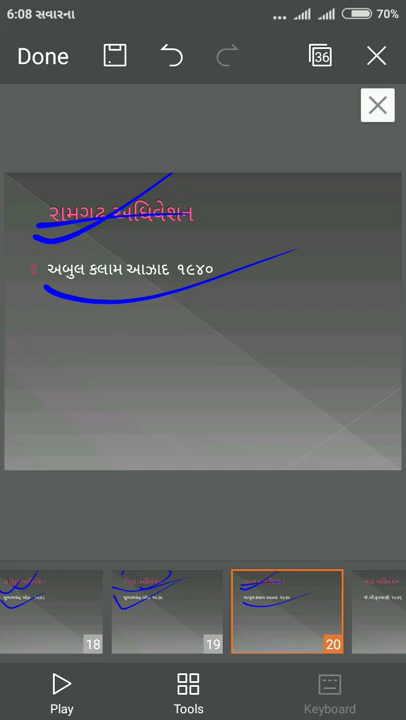 6:08 સવારના
70%
Done
36
રામગઢ અધિવેશન
અબુલ કલામ આઝાદ ૧૯૪૦
18
19
20
Play
Tools
Keyboard